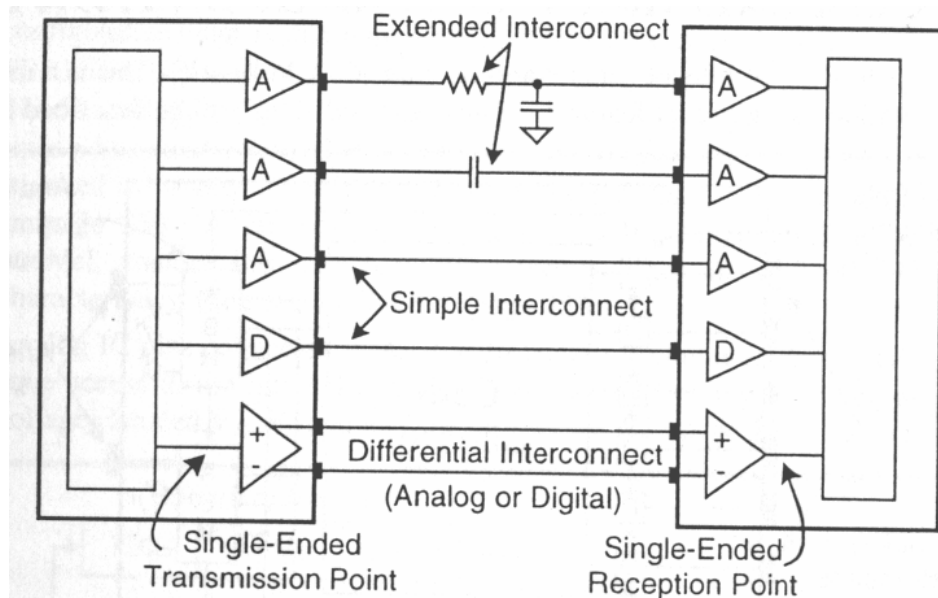 Extended Interconnect
A
A
A
A
A
Simple Interconnect
A
D
D
+
-
Differential Interconnect
(Analog or Digital)
+
-
Single-Ended
Transmission Point
Single-Ended
Reception Point